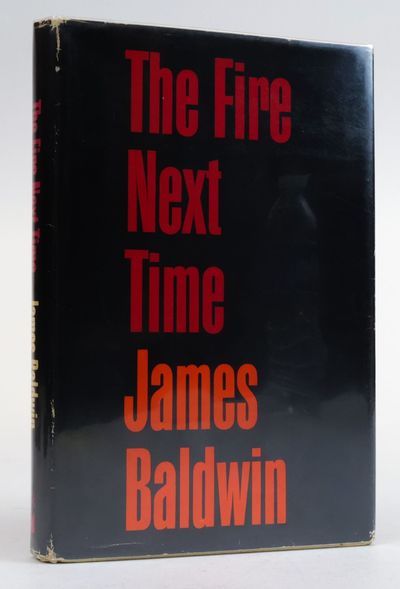 The Fire
Next
Time
James
Baldwin
The Fire Next Time
James Baldwin